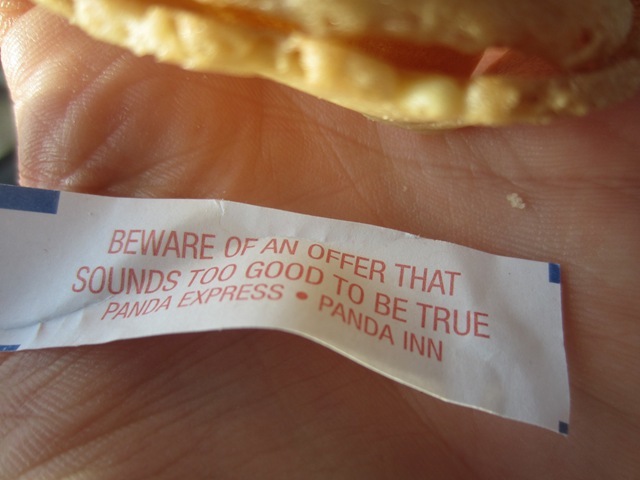 BEWARE OF AN OFFER THAT
SOUNDS TOO GOOD TO BE TRUE
PANDA EXPRESS • PANDA INN